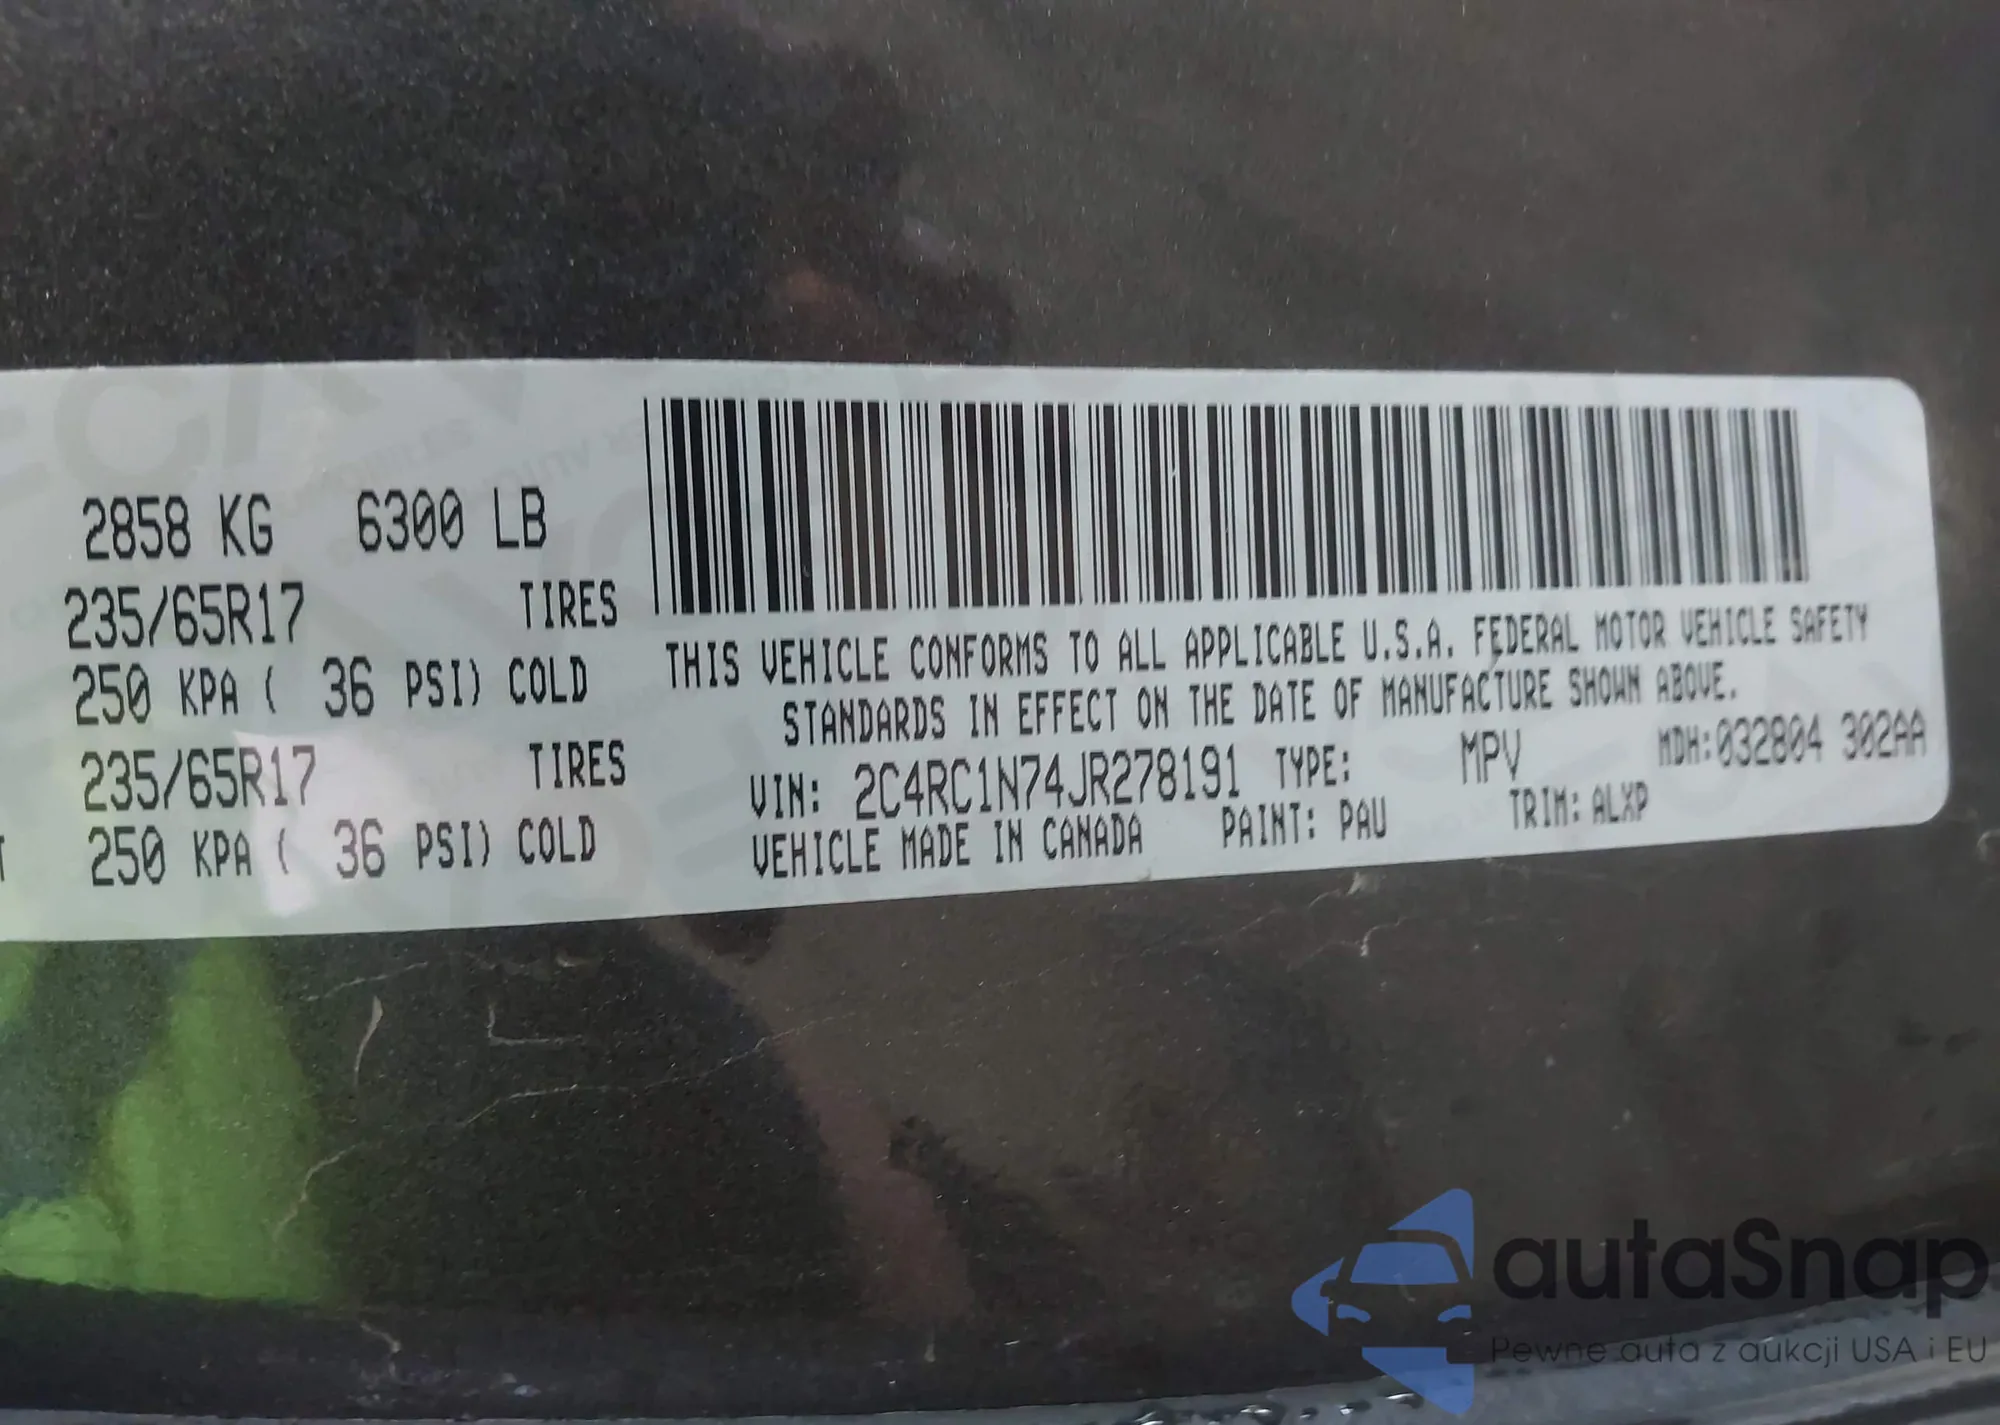 2858 KG 6300 LB
235/65R17 TIRES
250 KPA ( 36 PSI) COLD
235/65R17 TIRES
250 KPA ( 36 PSI) COLD
THIS VEHICLE CONFORMS TO ALL APPLICABLE U.S.A. FEDERAL MOTOR VEHICLE SAFETY
STANDARDS IN EFFECT ON THE DATE OF MANUFACTURE SHOWN ABOVE.
VIN: 2C4RC1N74JR278191 TYPE: MPV MDH:032804 302AA
VEHICLE MADE IN CANADA PAINT: PAU TRIM: ALXP
autaSnap
Pewne auta z aukcji USA i EU